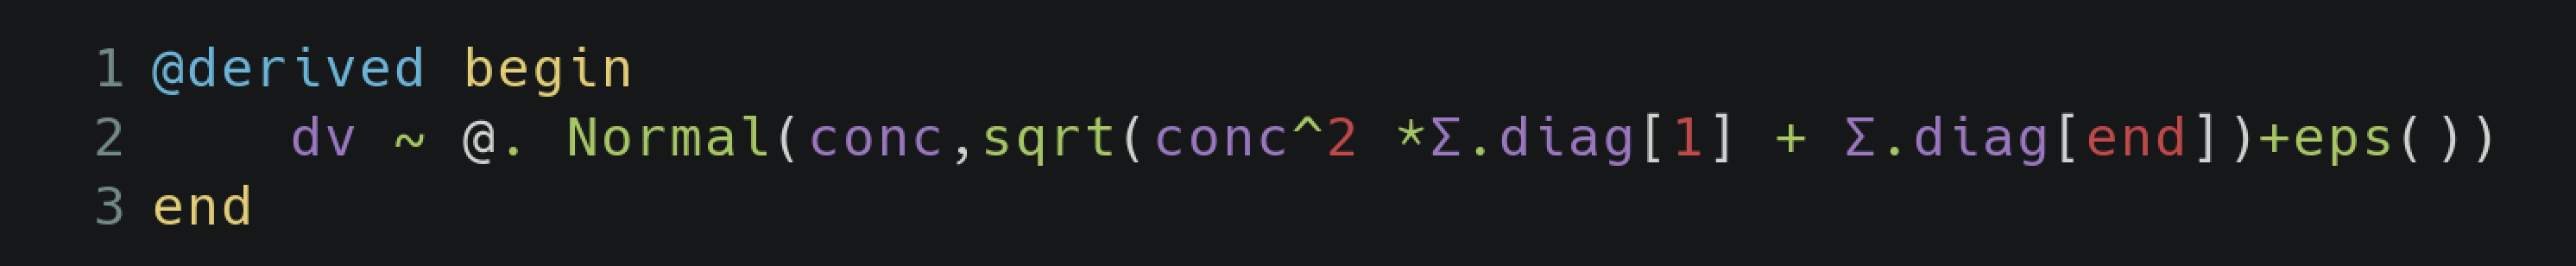 1 @derived begin
2     dv ~ @. Normal(conc,sqrt(conc^2 *Σ.diag[1] + Σ.diag[end])+eps())
3 end